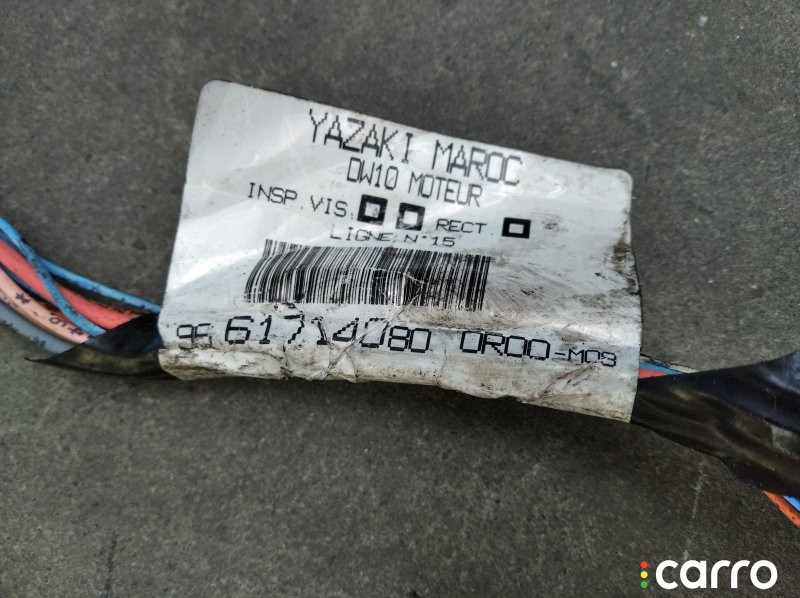 YAZAKI MAROC
DW10 MOTEUR
INSP.VIS. RECT.
LIGNE N°15
96 61714080 0R00-M09
carro